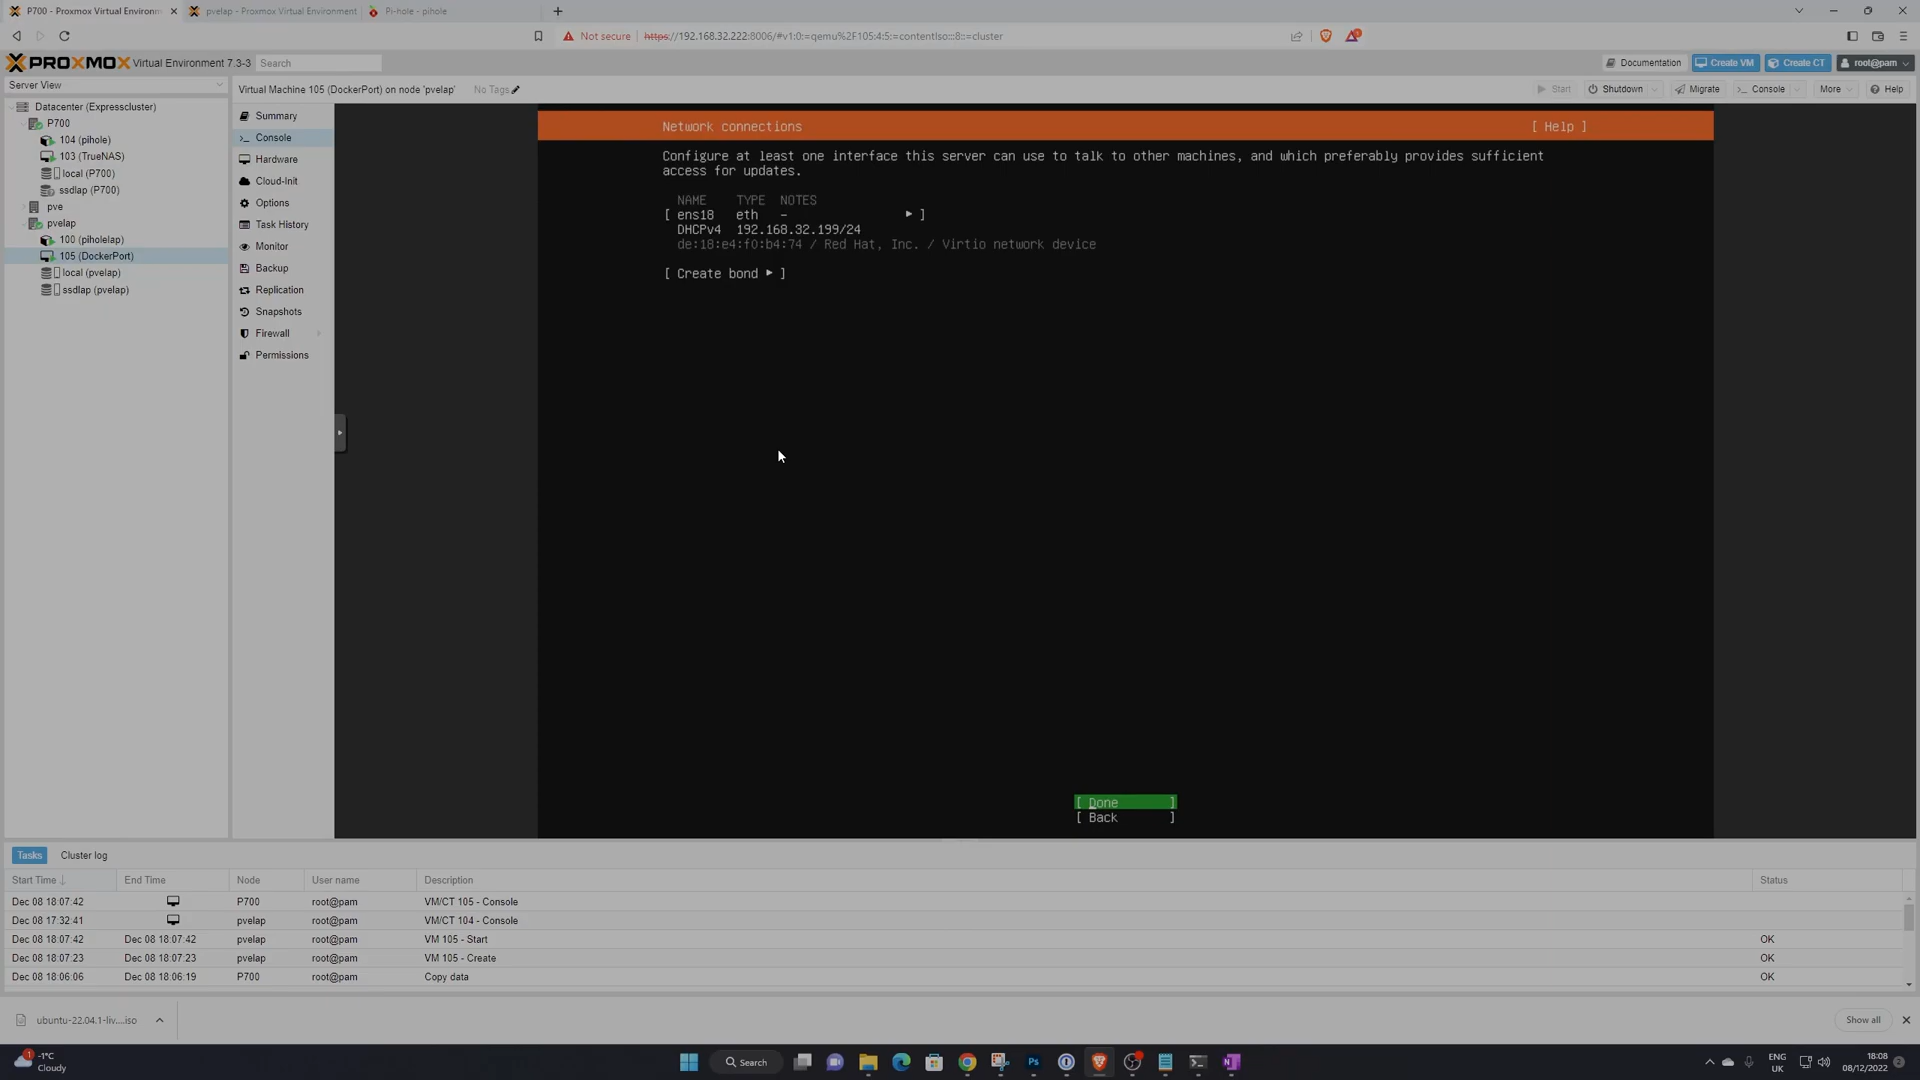 P700 - Proxmox Virtual Environm
pvelap - Proxmox Virtual Environment
Pi-hole - pihole
Not secure
https://192.168.32.222:8006/#v1:0:=qemu%2F105:4:5:=contentIso:::8::=cluster
PROXMOX Virtual Environment 7.3-3
Search
Documentation
Create VM
Create CT
root@pam
Server View
Virtual Machine 105 (DockerPort) on node 'pvelap'
No Tags
Start
Shutdown
Migrate
Console
More
Help
Datacenter (Expresscluster)
P700
104 (pihole)
103 (TrueNAS)
local (P700)
ssdlap (P700)
pve
pvelap
100 (piholelap)
105 (DockerPort)
local (pvelap)
ssdlap (pvelap)
Summary
Console
Hardware
Cloud-Init
Options
Task History
Monitor
Backup
Replication
Snapshots
Firewall
Permissions
Network connections
[ Help ]
Configure at least one interface this server can use to talk to other machines, and which preferably provides sufficient
access for updates.
NAME TYPE NOTES
[ ens18 eth - ▸ ]
DHCPv4 192.168.32.199/24
de:18:e4:f0:b4:74 / Red Hat, Inc. / Virtio network device
[ Create bond ▸ ]
[ Done ]
[ Back ]
Tasks
Cluster log
Start Time End Time Node User name Description Status
Dec 08 18:07:42 P700 root@pam VM/CT 105 - Console
Dec 08 17:32:41 pvelap root@pam VM/CT 104 - Console
Dec 08 18:07:42 Dec 08 18:07:42 pvelap root@pam VM 105 - Start OK
Dec 08 18:07:23 Dec 08 18:07:23 pvelap root@pam VM 105 - Create OK
Dec 08 18:06:06 Dec 08 18:06:19 P700 root@pam Copy data OK
ubuntu-22.04.1-liv....iso
Show all
1
-1°C
Cloudy
Search
Ps
ENG
UK
18:08
08/12/2022
2